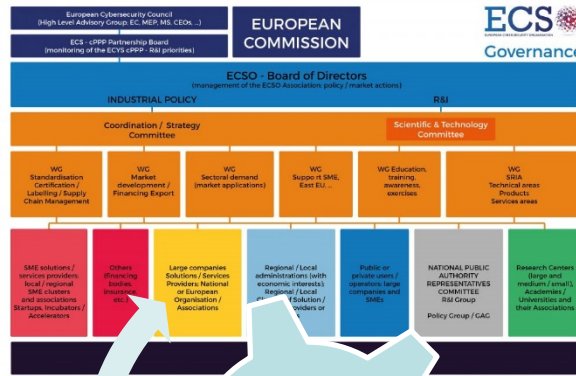 European Cybersecurity Council
(High Level Advisory Group: EC, MEP, MS, CEOs, ...)
ECS - cPPP Partnership Board
(monitoring of the ECYS cPPP - R&I priorities)
EUROPEAN
COMMISSION
ECS
Governance
ECSO - Board of Directors
(management of the ECSO Association: policy / market actions)
INDUSTRIAL POLICY
R&I
Coordination / Strategy
Committee
Scientific & Technology
Committee
WG
Standardisation
Certification /
Labelling / Supply
Chain Management
WG
Market
development /
Financing Export
WG
Sectoral demand
(market applications)
WG
Support SME,
East EU, ...
WG Education,
training,
awareness,
exercises
WG
SRIA
Technical areas
Products
Services areas
SME solutions /
services providers;
local / regional
SME clusters
and associations
Startups, Incubators /
Accelerators
Others
(financing
bodies,
insurance,
etc.)
Large companies
Solutions / Services
Providers; National
or European
Organisation /
Associations
Regional / Local
administrations (with
economic interests);
Regional / Local
of Solution /
oviders or
Public or
private users /
operators: large
companies and
SMEs
NATIONAL PUBLIC
AUTHORITY
REPRESENTATIVES
COMMITTEE
R&I Group
Policy Group / GAG
Research Centers
(large and
medium / small),
Academies /
Universities and
their Associations